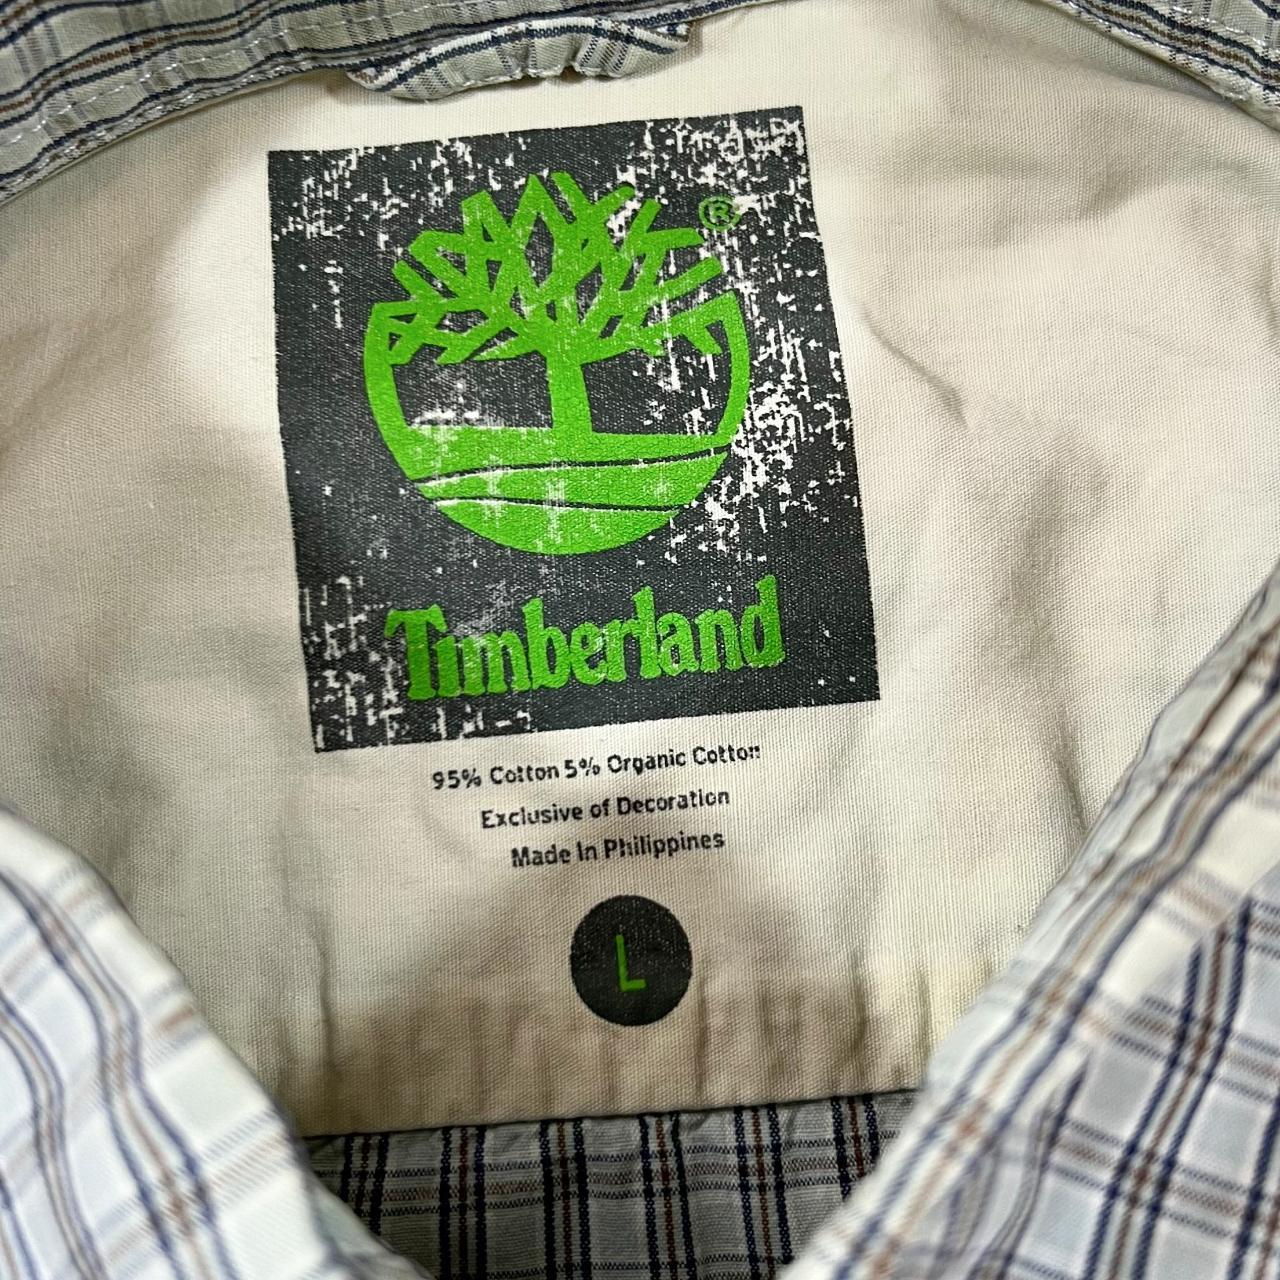 ®
Timberland
95% Cotton 5% Organic Cotton
Exclusive of Decoration
Made In Philippines
L